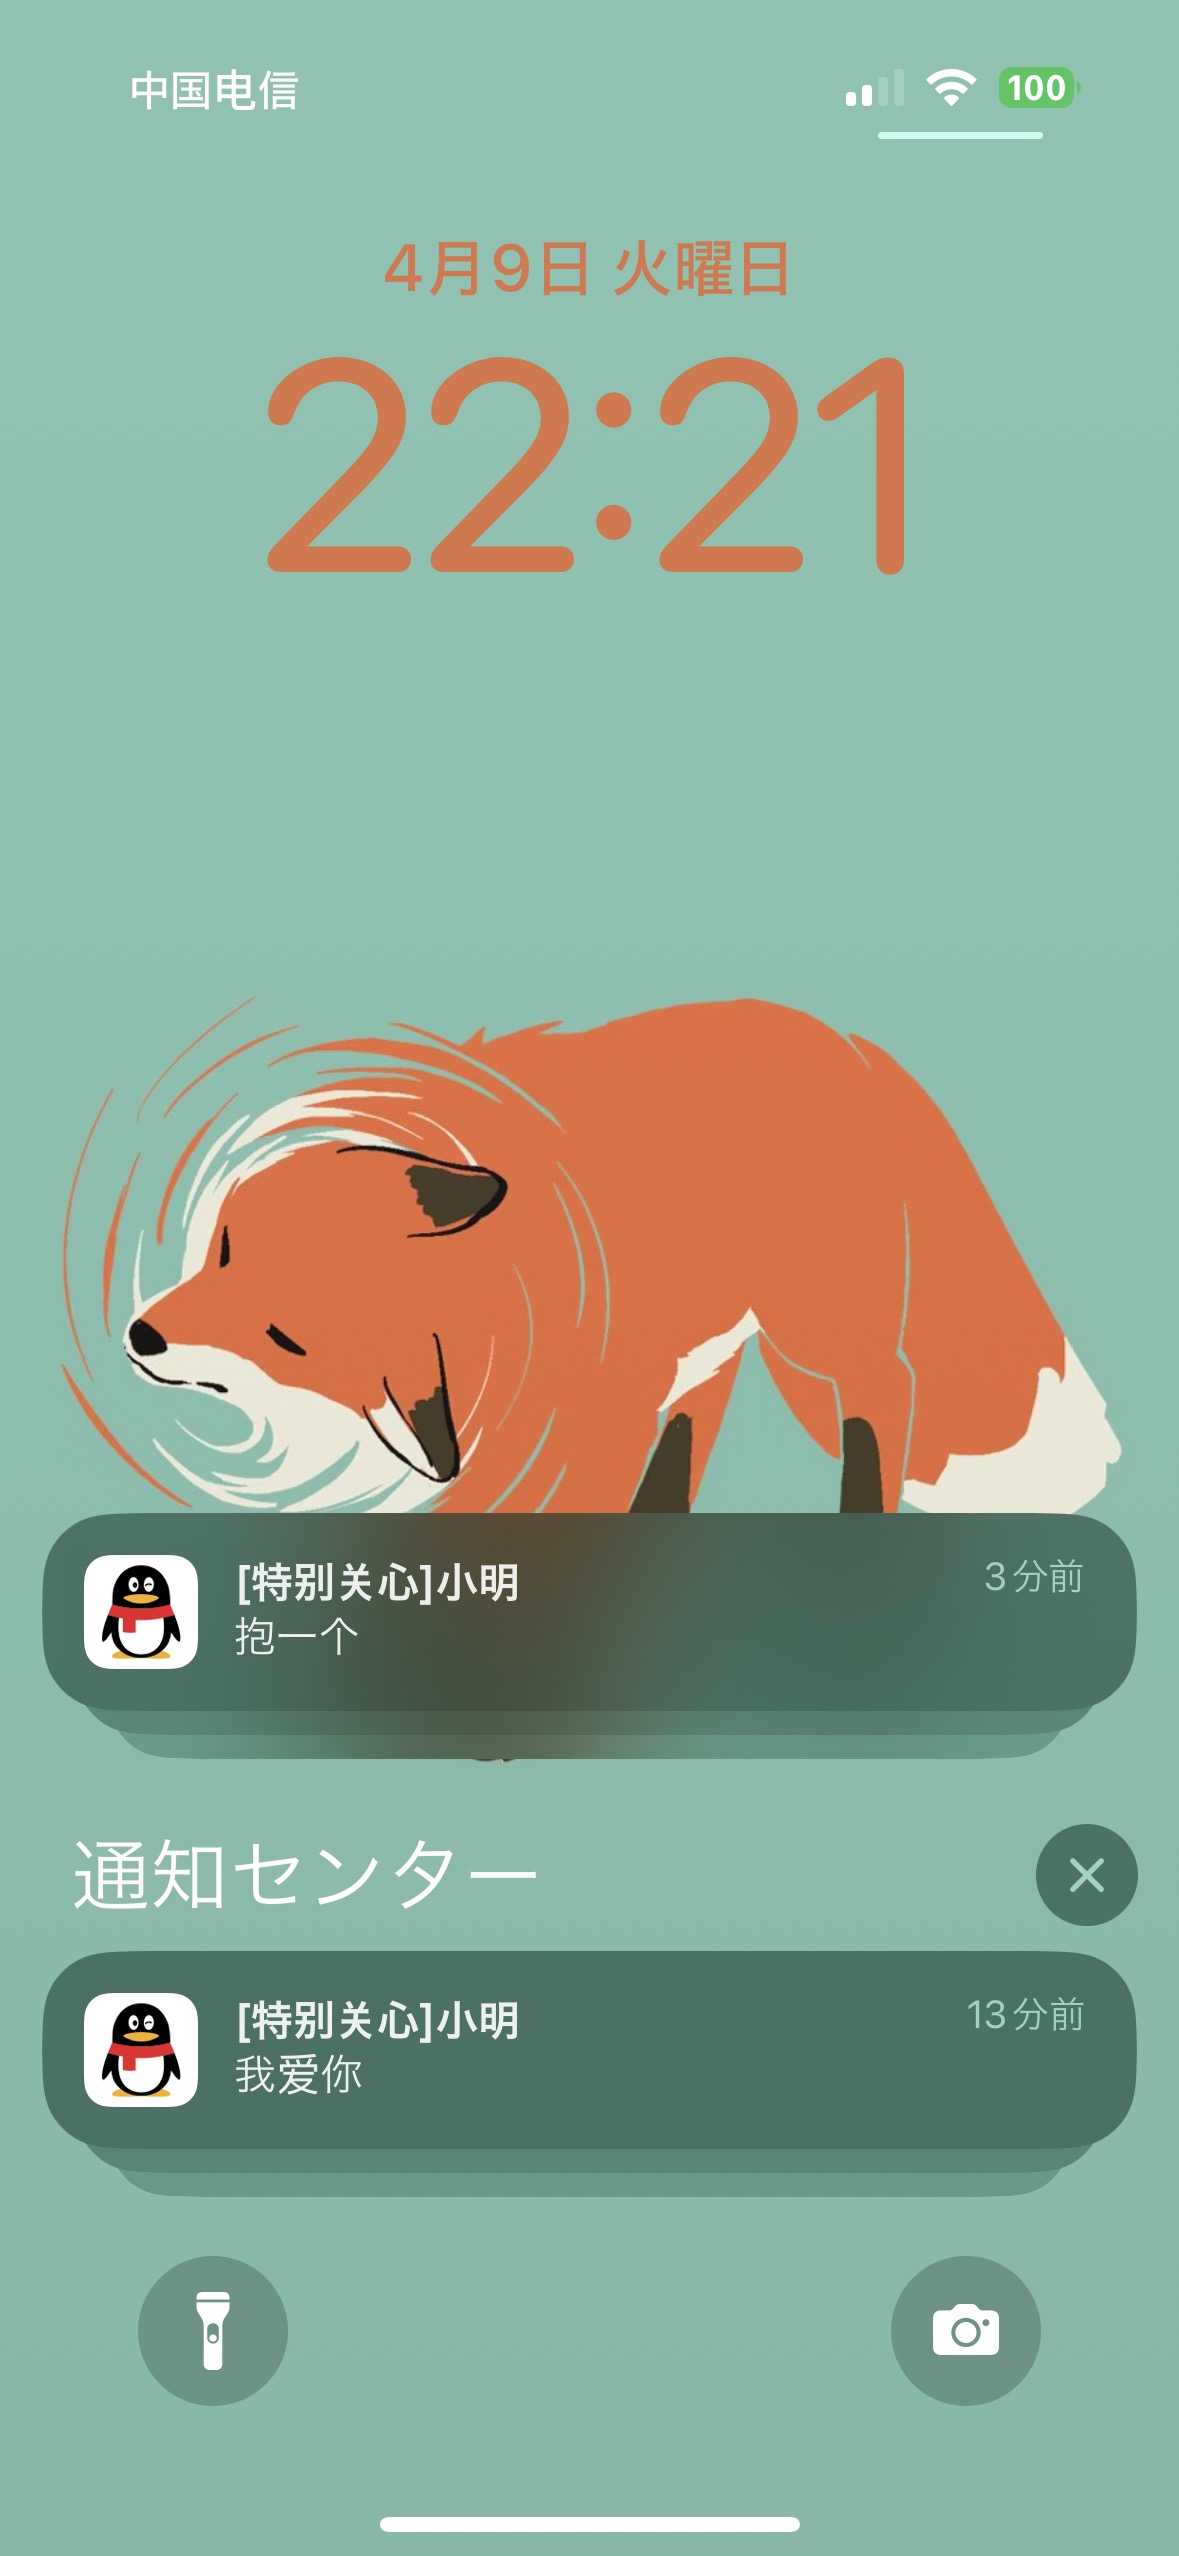 中国电信
100
4月9日 火曜日
22:21
[特别关心]小明
3分前
抱一个
通知センター
[特别关心]小明
13分前
我爱你